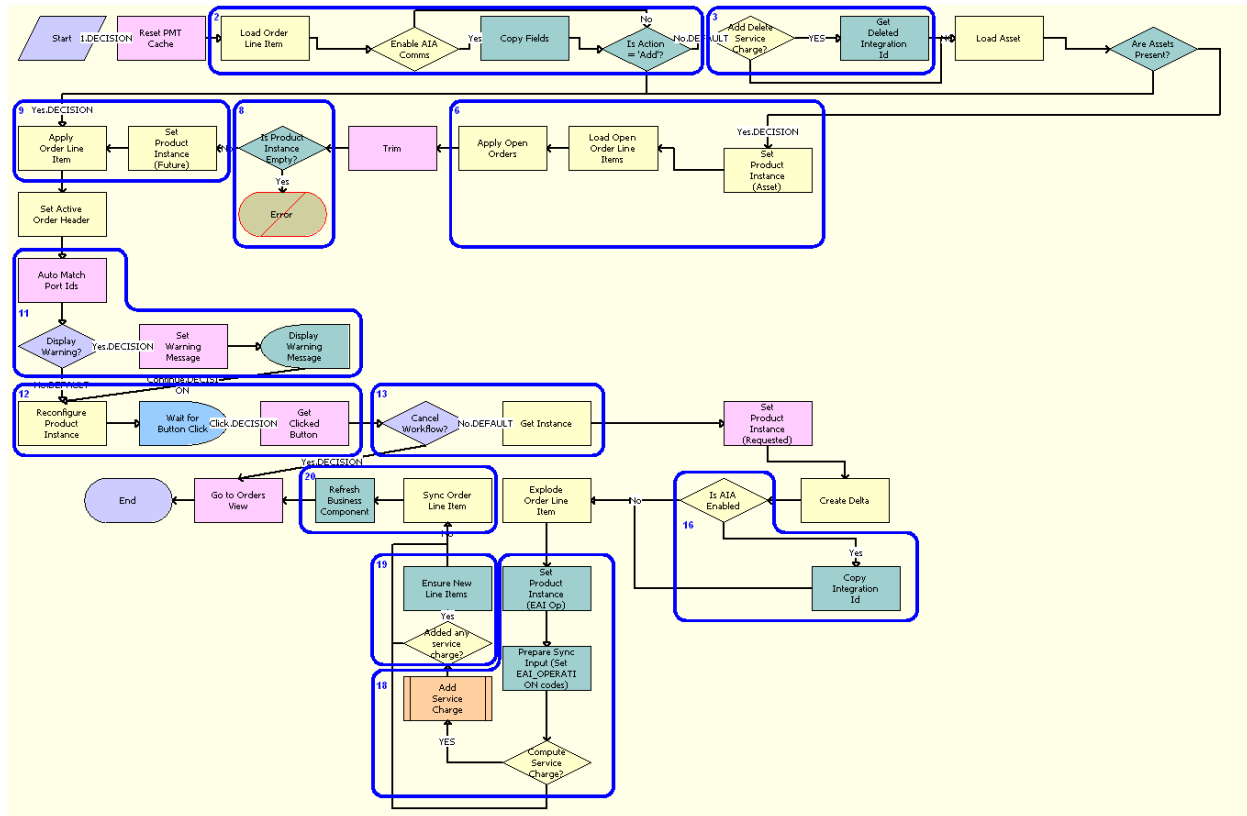 2
3
Start
1.DECISION
Reset PMT
Cache
Load Order
Line Item
Enable AIA
Comms
Yes
Copy Fields
No
Is Action
= 'Add'?
No.DEFAULT
Add Delete
Service
Charge?
YES
Get
Deleted
Integration
Id
Load Asset
Are Assets
Present?
9
Yes.DECISION
8
6
Apply
Order Line
Item
Set
Product
Instance
(Future)
Is Product
Instance
Empty?
Yes
Error
Trim
Apply Open
Orders
Load Open
Order Line
Items
Yes.DECISION
Set
Product
Instance
(Asset)
Set Active
Order Header
Auto Match
Port Ids
11
Display
Warning?
Yes.DECISION
Set
Warning
Message
Display
Warning
Message
No.DEFAULT
Continue.DECISI
ON
12
13
Reconfigure
Product
Instance
Wait for
Button Click
Click.DECISION
Get
Clicked
Button
Cancel
Workflow?
No.DEFAULT
Get Instance
Set
Product
Instance
(Requested)
Yes.DECISION
20
End
Go to Orders
View
Refresh
Business
Component
Sync Order
Line Item
Explode
Order Line
Item
No
Is AIA
Enabled
Create Delta
16
Yes
Copy
Integration
Id
No
19
Ensure New
Line Items
Yes
Added any
service
charge?
Set
Product
Instance
(EAI Op)
Prepare Sync
Input (Set
EAI_OPERATI
ON codes)
18
Add
Service
Charge
YES
Compute
Service
Charge?